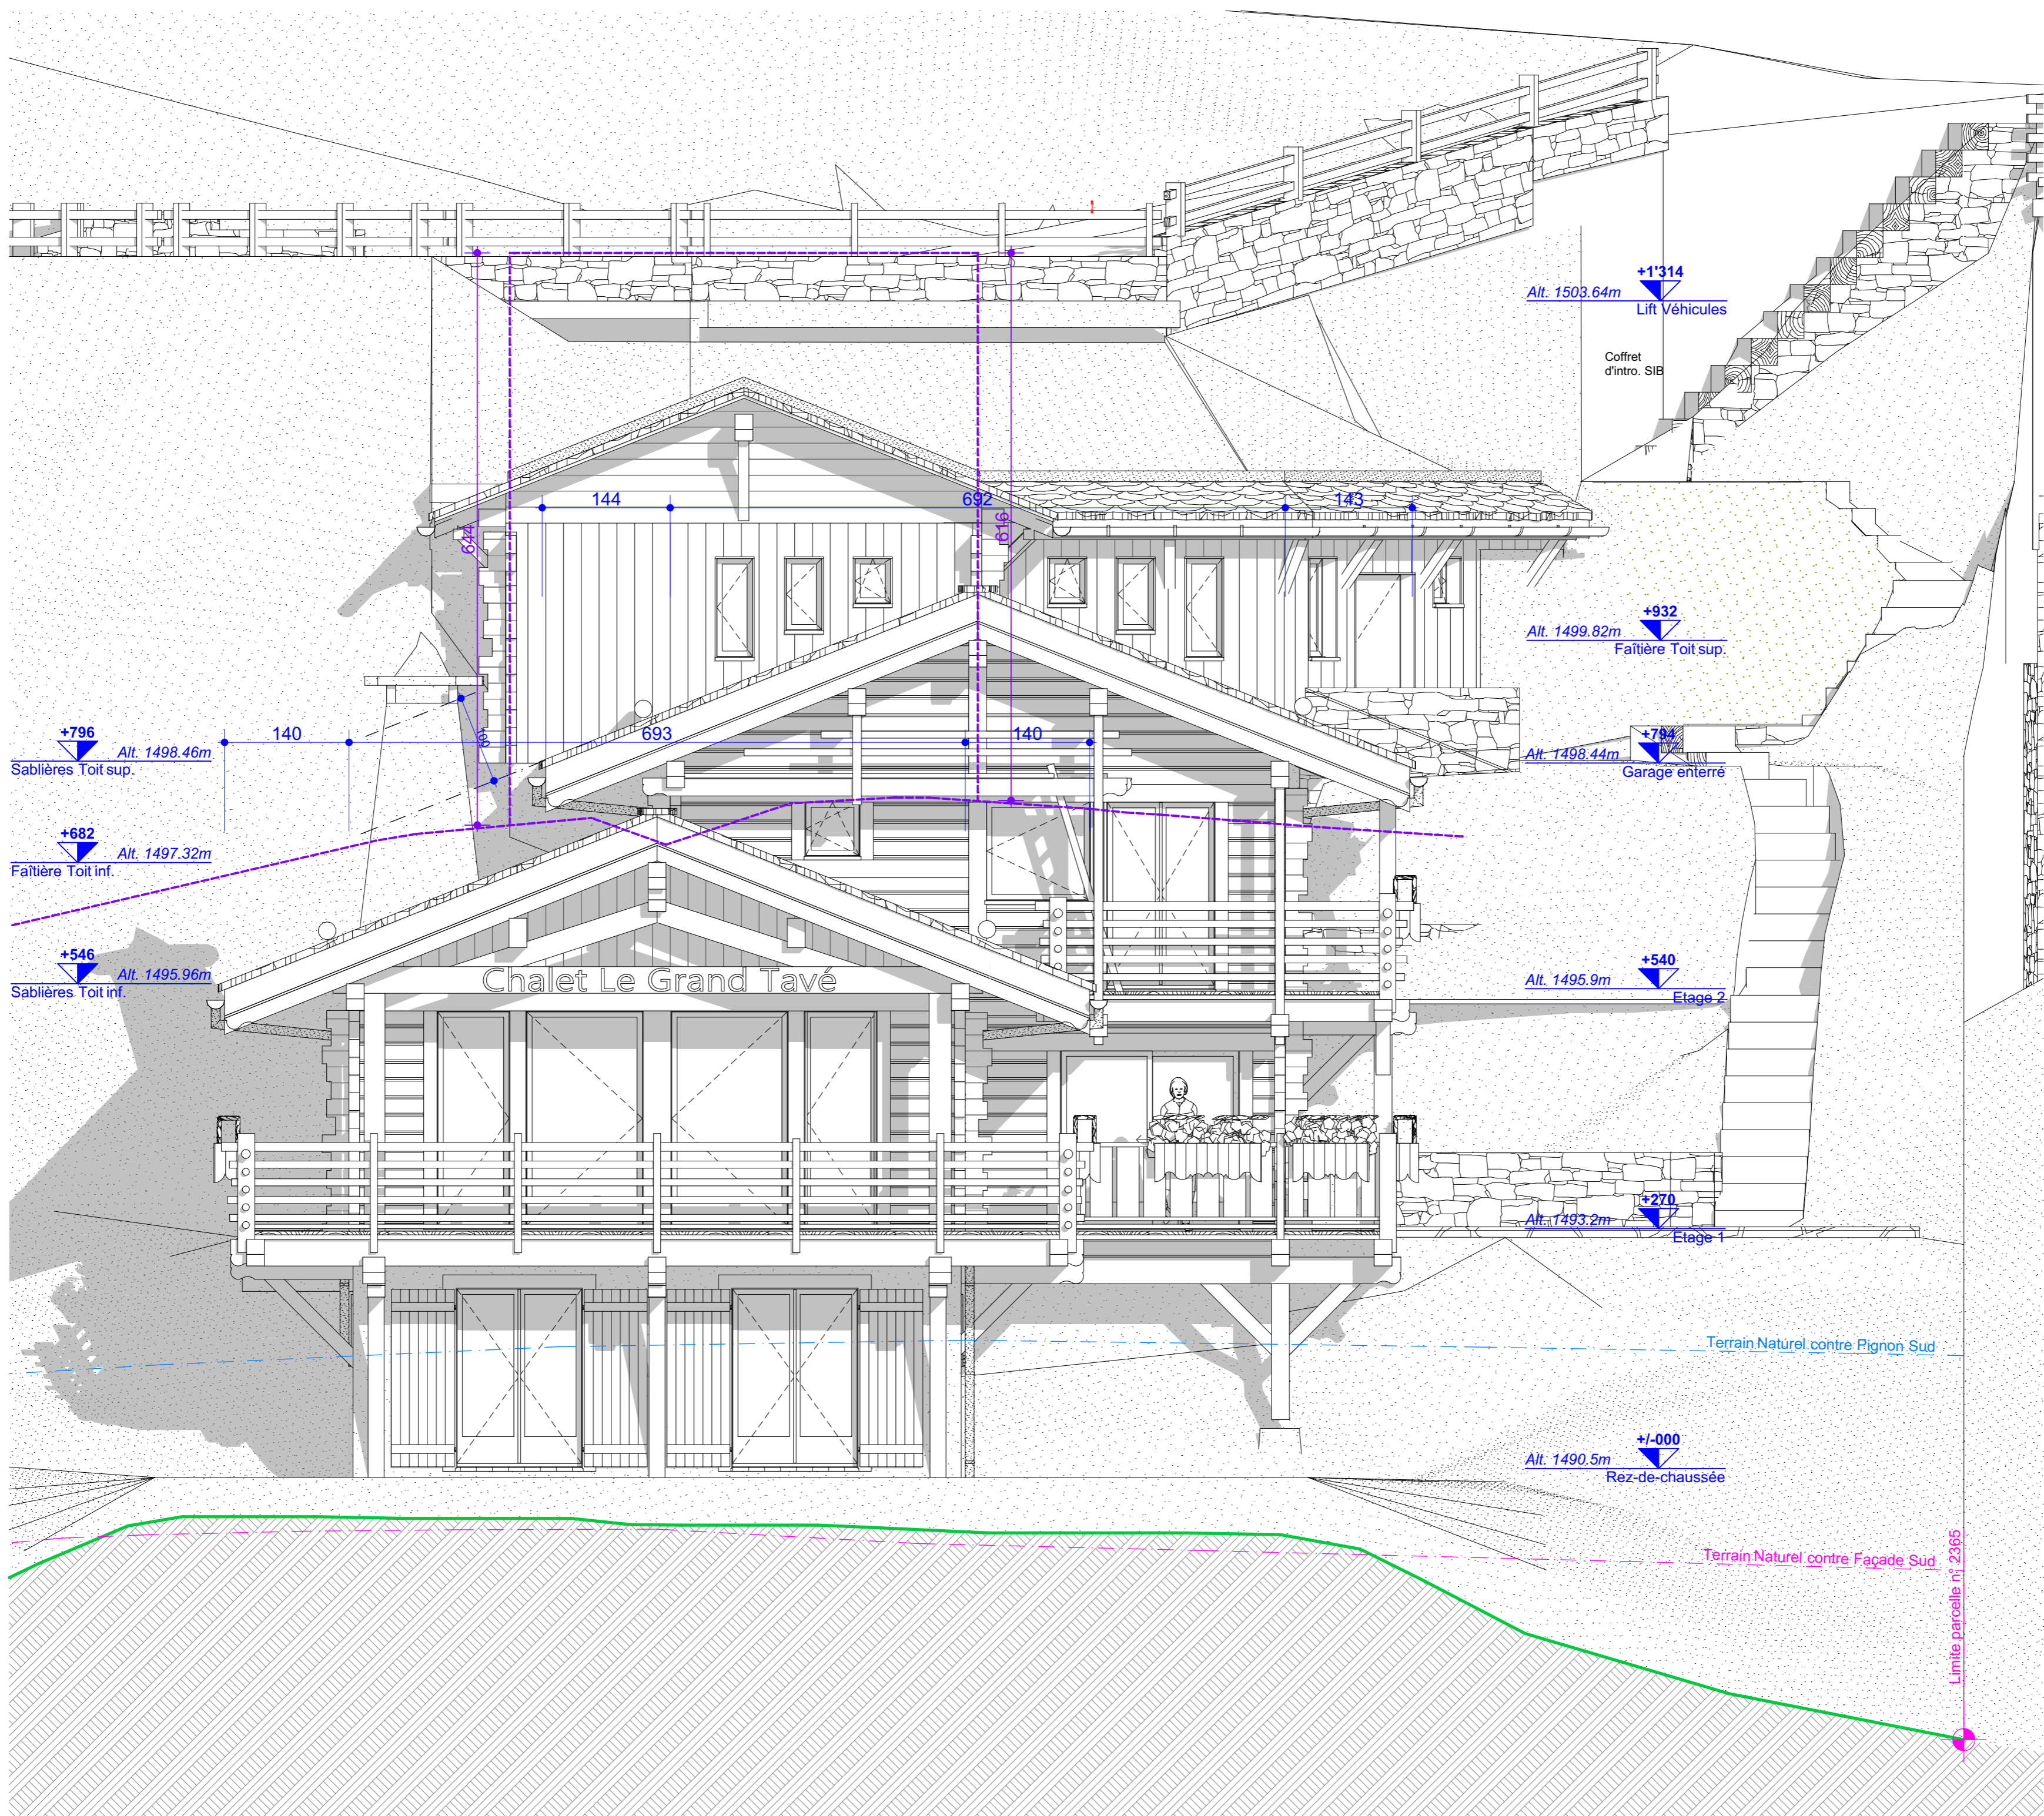 +1'314
Alt. 1503.64m
Lift Véhicules
Coffret
d'intro. SIB
144
692
143
644
616
+932
Alt. 1499.82m
Faîtière Toit sup.
+796
Alt. 1498.46m
Sablières Toit sup.
140
693
140
100
+794
Alt. 1498.44m
Garage enterré
+682
Alt. 1497.32m
Faîtière Toit inf.
+546
Alt. 1495.96m
Sablières Toit inf.
Chalet Le Grand Tavé
+540
Alt. 1495.9m
Etage 2
+270
Alt. 1493.2m
Etage 1
Terrain Naturel contre Pignon Sud
+/-000
Alt. 1490.5m
Rez-de-chaussée
Terrain Naturel contre Façade Sud
Limite parcelle n° 2365